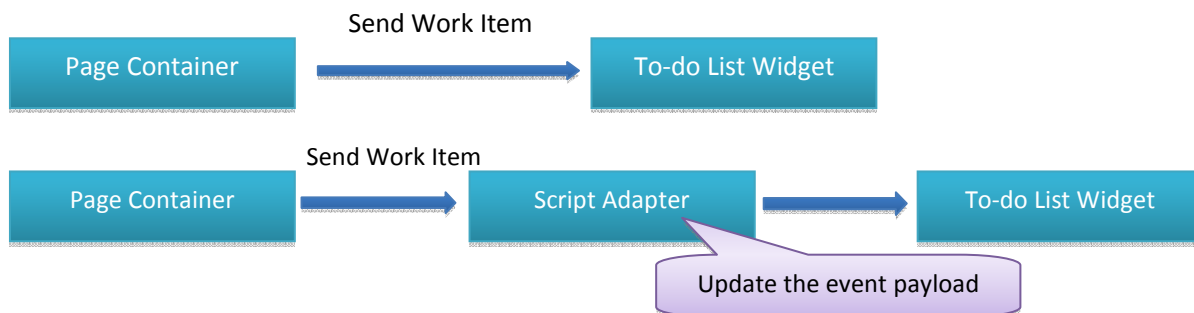 Send Work Item
Page Container
To-do List Widget
Send Work Item
Page Container
Script Adapter
To-do List Widget
Update the event payload